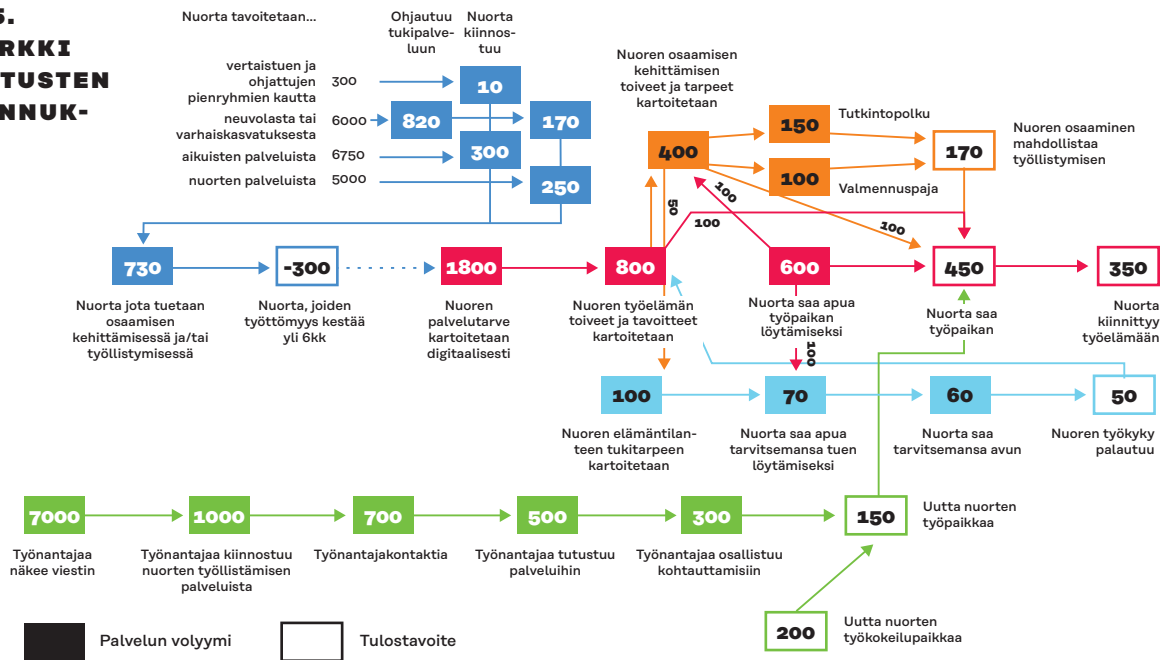 5.
RKKI
TUSTEN
NNUK-
Nuorta tavoitetaan...
Ohjautuu
tukipalve-
luun
Nuorta
kiinnos-
tuu
vertaistuen ja
ohjattujen
pienryhmien kautta
300
10
neuvolasta tai
varhaiskasvatuksesta
6000
820
170
aikuisten palveluista
6750
300
nuorten palveluista
5000
250
Nuoren osaamisen
kehittämisen
toiveet ja tarpeet
kartoitetaan
400
150
Tutkintopolku
100
Valmennuspaja
170
Nuoren osaaminen
mahdollistaa
työllistymisen
50
100
100
100
730
-300
1800
800
600
450
350
Nuorta jota tuetaan
osaamisen
kehittämisessä ja/tai
työllistymisessä
Nuorta, joiden
työttömyys kestää
yli 6kk
Nuoren
palvelutarve
kartoitetaan
digitaalisesti
Nuoren työelämän
toiveet ja tavoitteet
kartoitetaan
Nuorta saa apua
työpaikan
löytämiseksi
Nuorta saa
työpaikan
Nuorta
kiinnittyy
työelämään
100
100
70
60
50
Nuoren elämäntilan-
teen tukitarpeen
kartoitetaan
Nuorta saa apua
tarvitsemansa tuen
löytämiseksi
Nuorta saa
tarvitsemansa avun
Nuoren työkyky
palautuu
7000
1000
700
500
300
150
Uutta nuorten
työpaikkaa
Työnantajaa
näkee viestin
Työnantajaa kiinnostuu
nuorten työllistämisen
palveluista
Työnantajakontaktia
Työnantajaa tutustuu
palveluihin
Työnantajaa osallistuu
kohtauttamisiin
200
Uutta nuorten
työkokeilupaikkaa
Palvelun volyymi
Tulostavoite